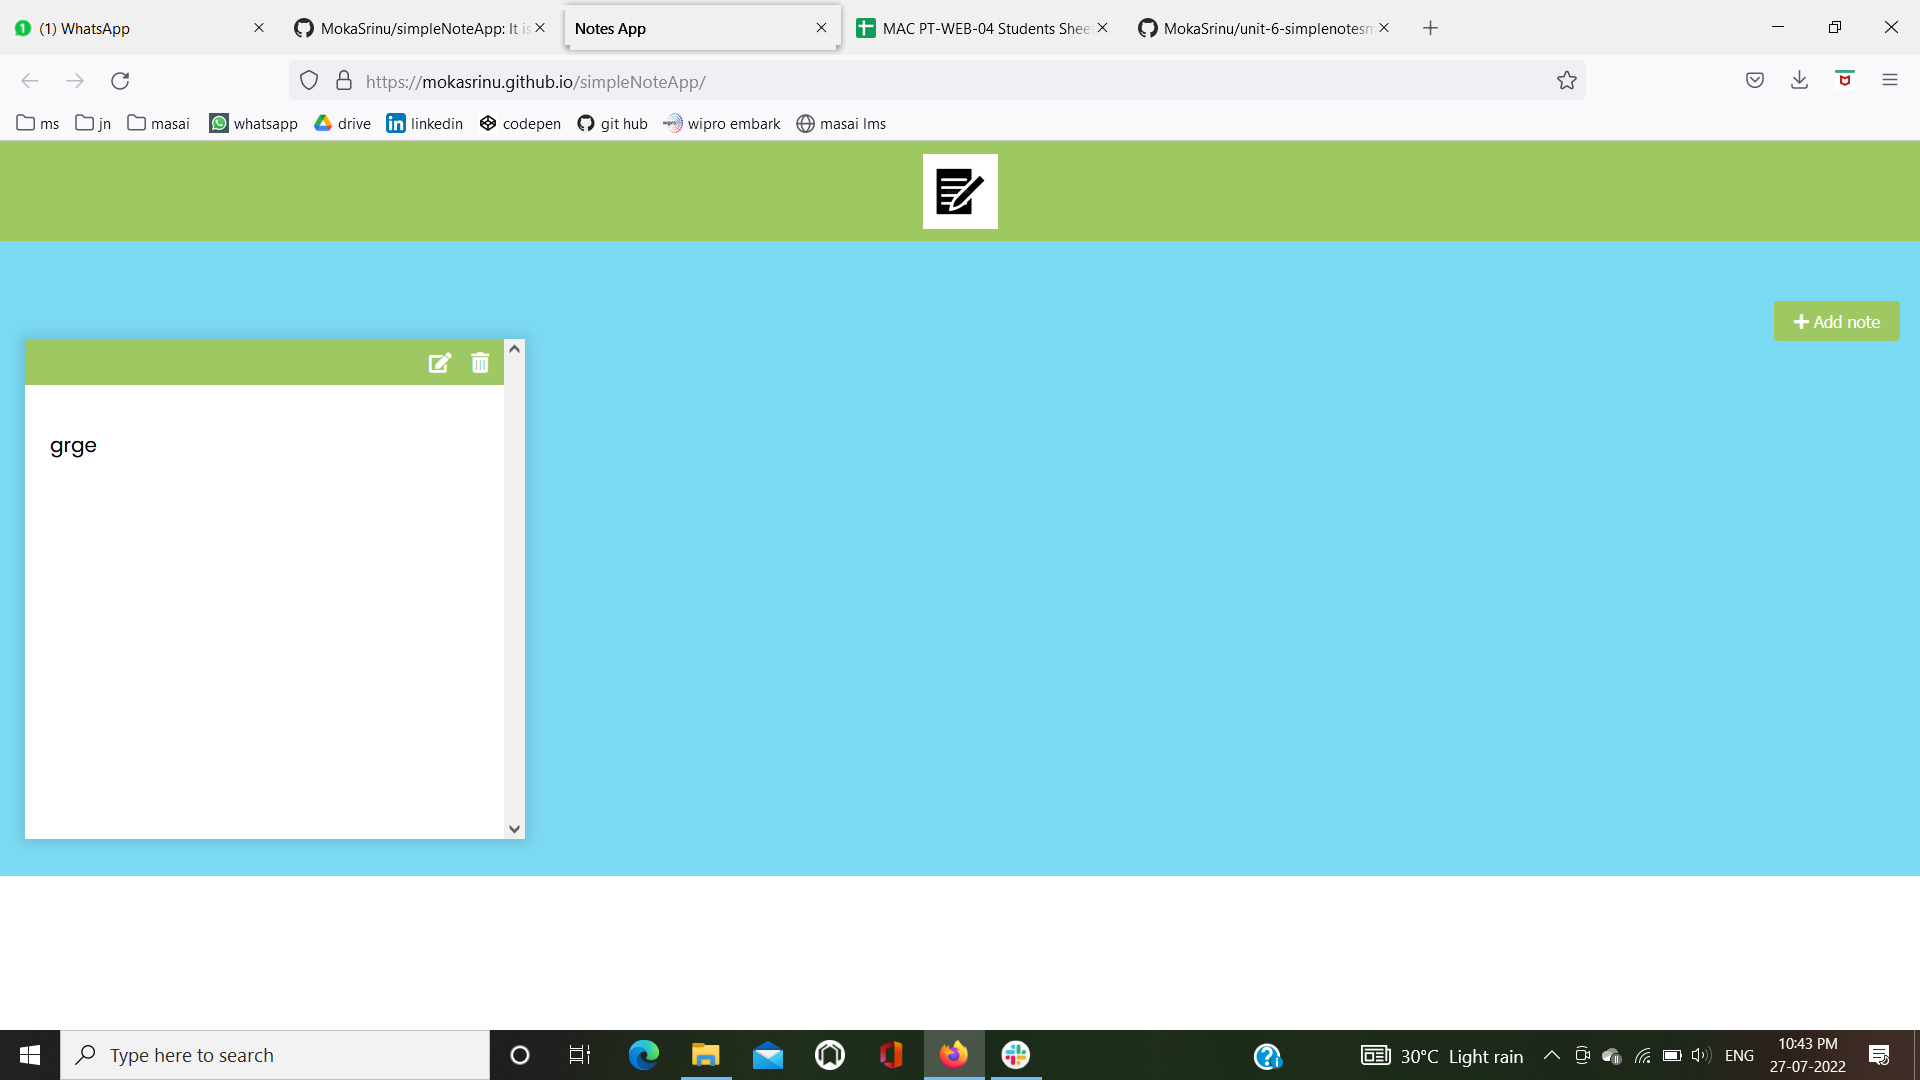 (1) WhatsApp
MokaSrinu/simpleNoteApp: It is
Notes App
MAC PT-WEB-04 Students Shee
MokaSrinu/unit-6-simplenotesm
https://mokasrinu.github.io/simpleNoteApp/
ms jn masai whatsapp drive linkedin codepen git hub wipro embark masai lms
Add note
grge
Type here to search
30°C Light rain
ENG
10:43 PM
27-07-2022